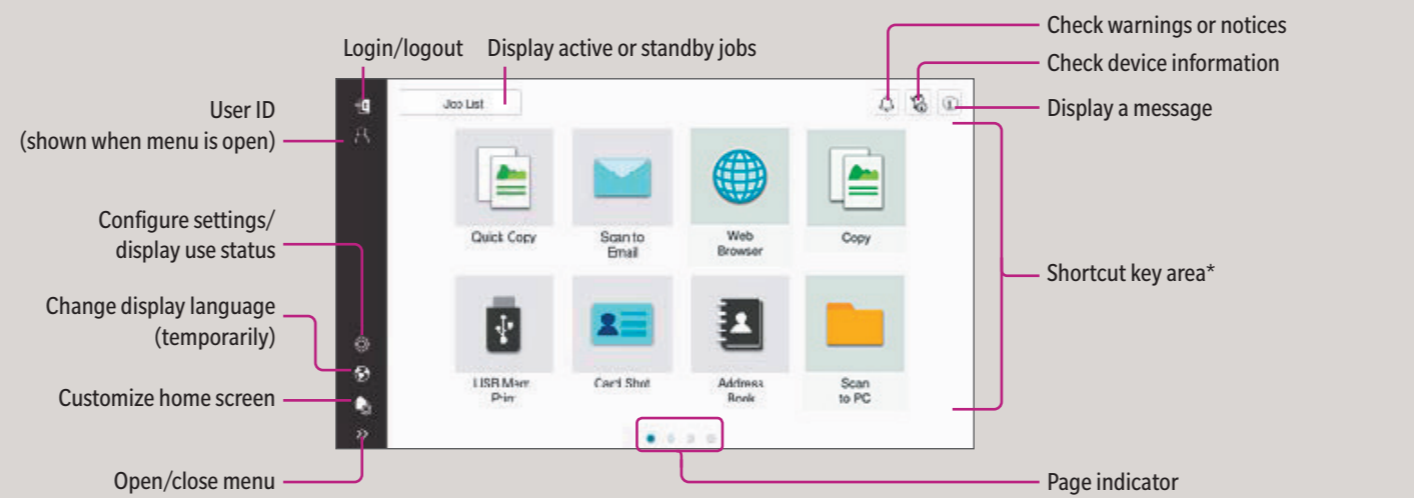 Check warnings or notices
Login/logout
Display active or standby jobs
Check device information
Display a message
User ID
(shown when menu is open)
Job List
Quick Copy
Scan to
Email
Web
Browser
Copy
Configure settings/
display use status
Shortcut key area*
Change display language
(temporarily)
Customize home screen
Card Shot
Address
Book
Scan
to PC
Open/close menu
Page indicator